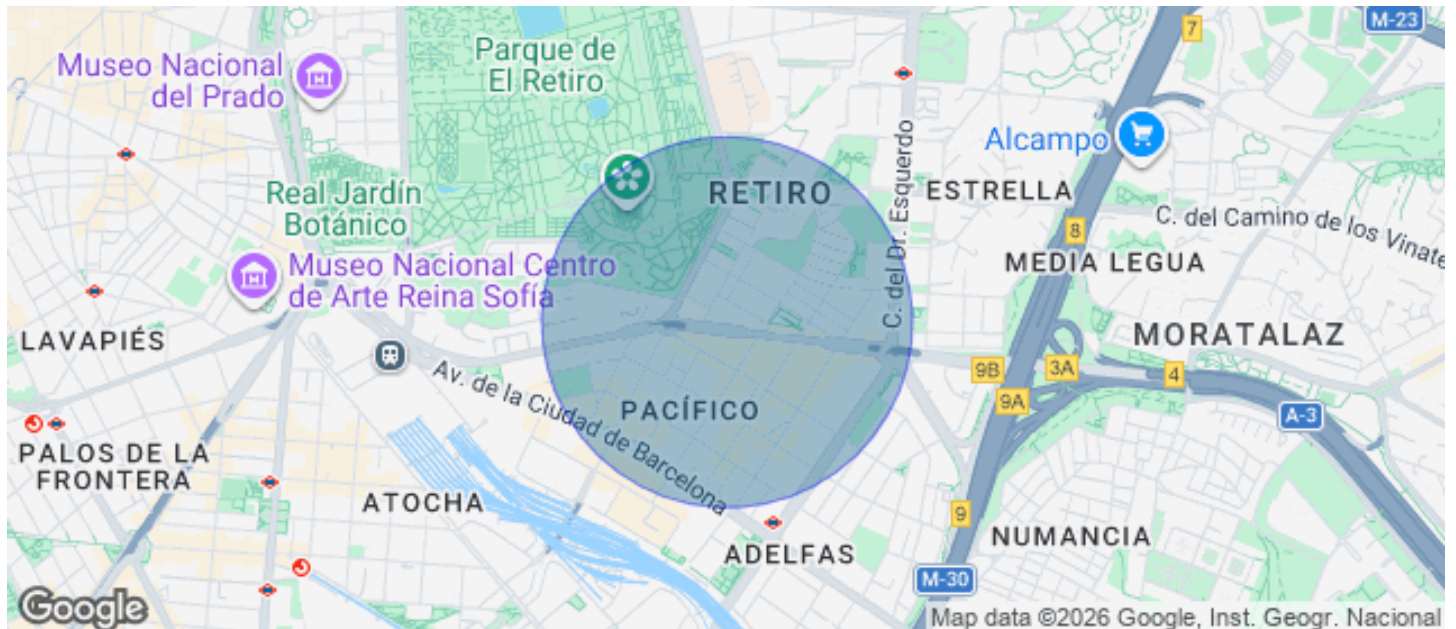 M-23
7
Parque de
El Retiro
Museo Nacional
del Prado
Alcampo
C. del Dr. Esquerdo
RETIRO
ESTRELLA
Real Jardín
Botánico
C. del Camino de los Vinate
8
MEDIA LEGUA
Museo Nacional Centro
de Arte Reina Sofía
LAVAPIÉS
MORATALAZ
9B
3A
4
9A
A-3
Av. de la Ciudad de Barcelona
PACÍFICO
PALOS DE LA
FRONTERA
ATOCHA
9
NUMANCIA
ADELFAS
M-30
Google
Map data ©2026 Google, Inst. Geogr. Nacional